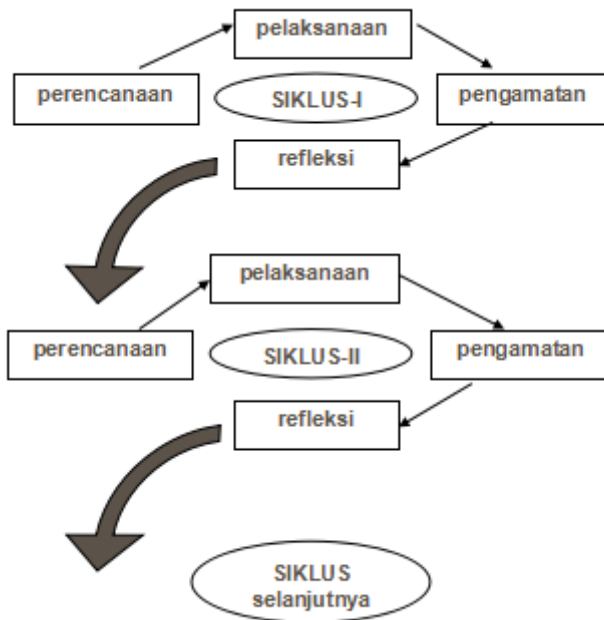 pelaksanaan
perencanaan
SIKLUS-I
pengamatan
refleksi
pelaksanaan
perencanaan
SIKLUS-II
pengamatan
refleksi
SIKLUS
selanjutnya